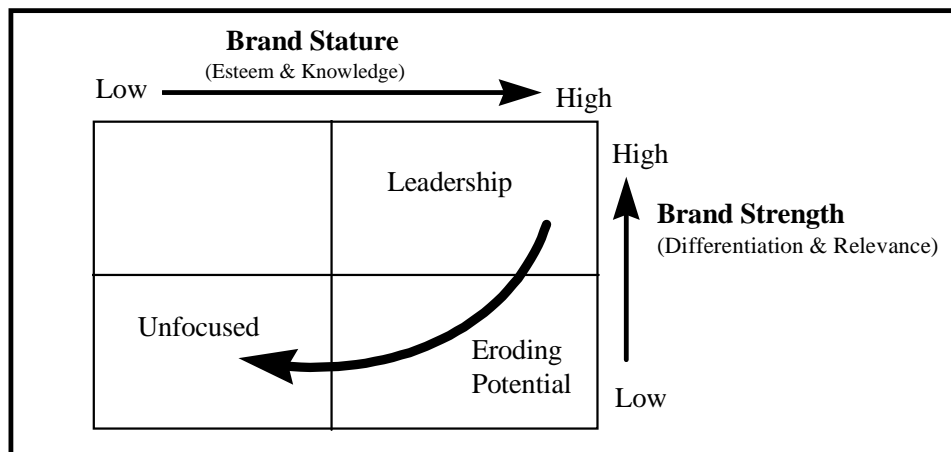 Brand Stature
(Esteem & Knowledge)
Low
High
High
Leadership
Brand Strength
(Differentiation & Relevance)
Unfocused
Eroding
Potential
Low